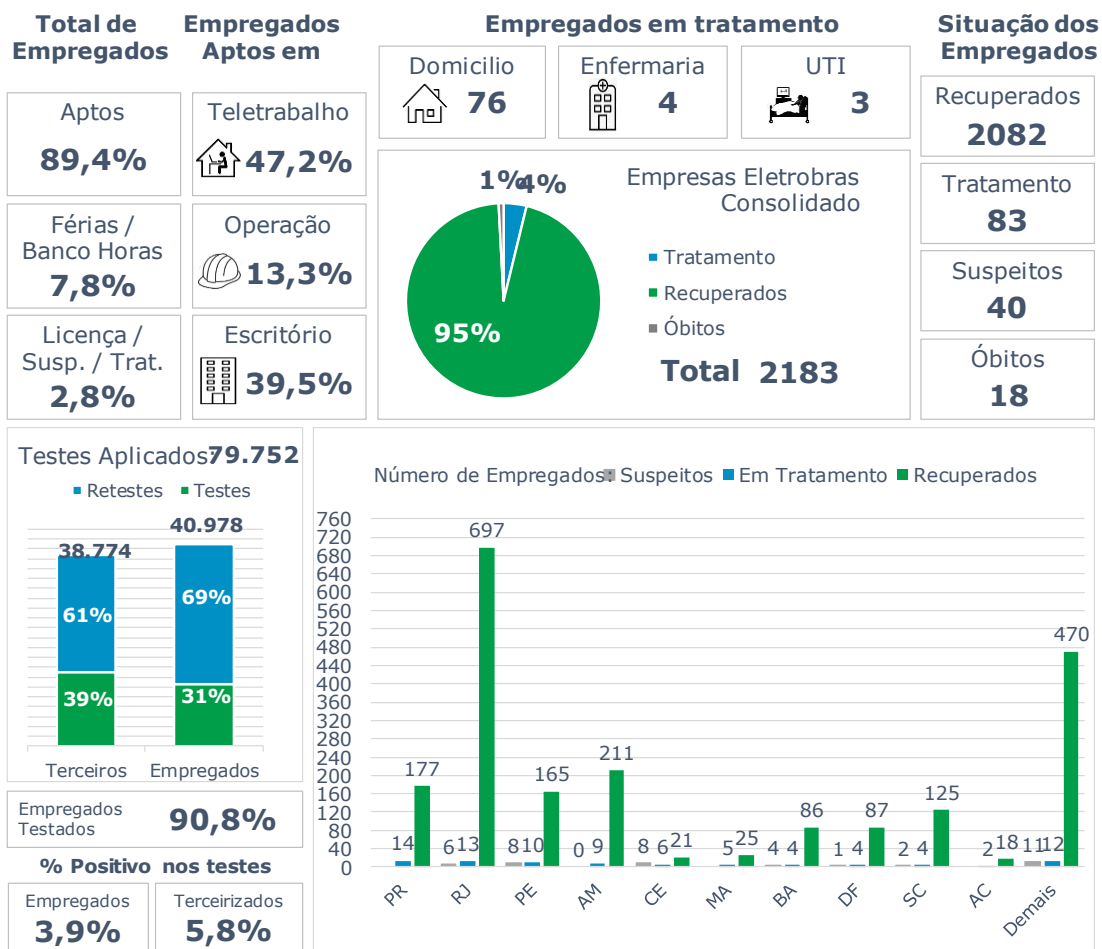 Total de
Empregados
Aptos
89,4%
Férias /
Banco Horas
7,8%
Licença /
Susp. / Trat.
2,8%
Empregados
Aptos em
Teletrabalho
47,2%
Operação
13,3%
Escritório
39,5%
Empregados em tratamento
Domicilio
76
Enfermaria
4
UTI
3
Empresas Eletrobras
Consolidado
1%
4%
95%
Tratamento
Recuperados
Óbitos
Total 2183
Situação dos
Empregados
Recuperados
2082
Tratamento
83
Suspeitos
40
Óbitos
18
Testes Aplicados: 79.752
Retestes Testes
40.978
38.774
69%
61%
39%
31%
Terceiros Empregados
Empregados
Testados
90,8%
% Positivo nos testes
Empregados
3,9%
Terceirizados
5,8%
Número de Empregados: Suspeitos Em Tratamento Recuperados
760
720
680
640
600
560
520
480
440
400
360
320
280
240
200
160
120
80
40
0
14 177
6 13 697
8 10 165
0 9 211
8 6 21
5 25
4 4 86
1 4 87
2 4 125
2 18
11 12 470
PR RJ PE AM CE MA BA DF SC AC Demais